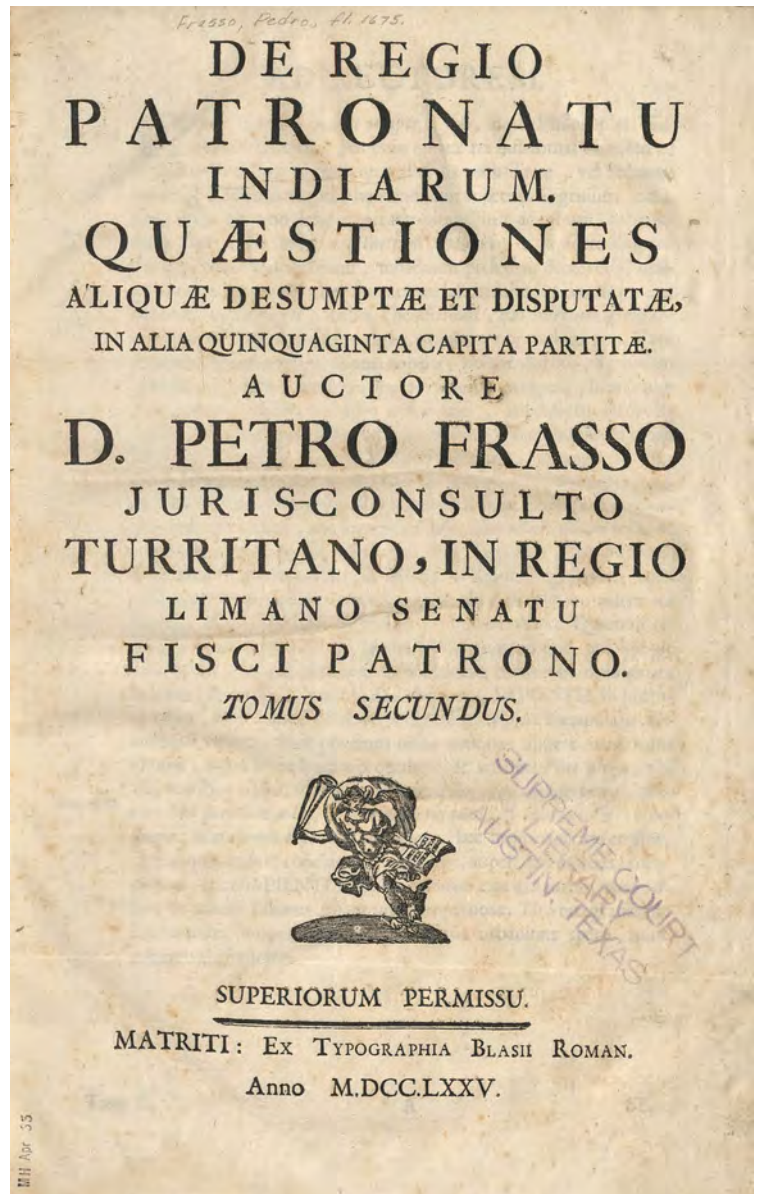 Frasso, Pedro, fl. 1675.
DE REGIO
PATRONATU
INDIARUM.
QUÆSTIONES
ALIQUÆ DESUMPTÆ ET DISPUTATÆ,
IN ALIA QUINQUAGINTA CAPITA PARTITÆ.
AUCTORE
D. PETRO FRASSO
JURIS-CONSULTO
TURRITANO, IN REGIO
LIMANO SENATU
FISCI PATRONO.
TOMUS SECUNDUS.
SUPREME COURT
LIBRARY
AUSTIN, TEXAS
SUPERIORUM PERMISSU.
MATRITI: Ex Typographia Blasii Roman.
Anno M.DCC.LXXV.
Apr 55